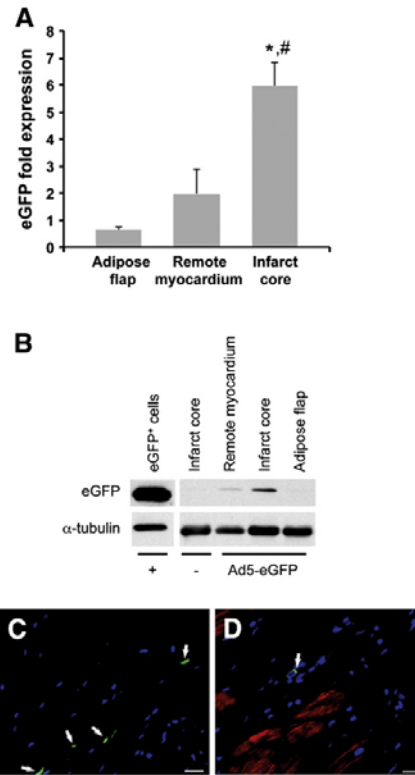 A
eGFP fold expression
8
7
6
5
4
3
2
1
0
*,#
Adipose flap
Remote myocardium
Infarct core
B
eGFP+ cells
Infarct core
Remote myocardium
Infarct core
Adipose flap
eGFP
α-tubulin
+
-
Ad5-eGFP
C
D